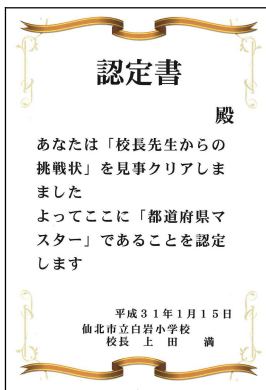 認定書
殿
あなたは「校長先生からの
挑戦状」を見事クリアしま
ました
よってここに「都道府県マ
スター」であることを認定
します
平成３１年１月１５日
仙北市立白岩小学校
校長　上　田　　満